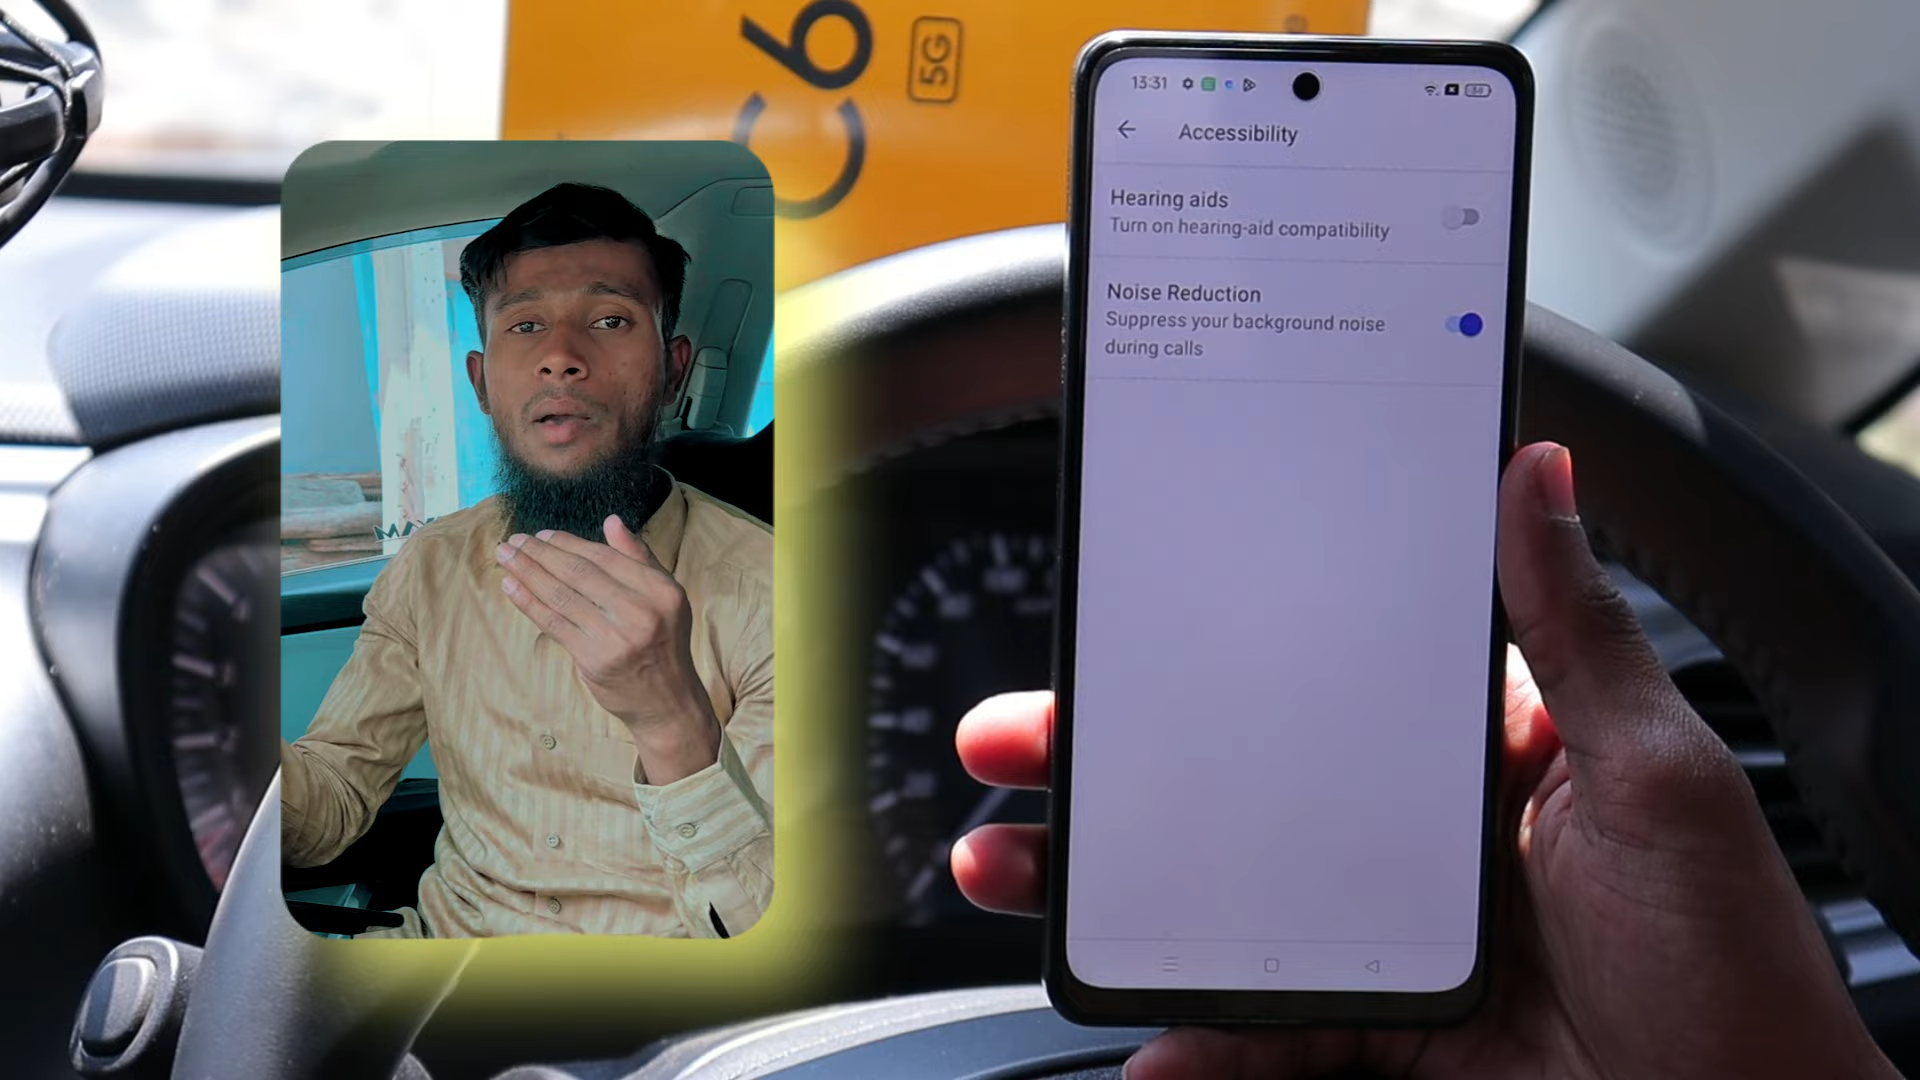 C6
5G
13:31
38
Accessibility
Hearing aids
Turn on hearing-aid compatibility
Noise Reduction
Suppress your background noise
during calls